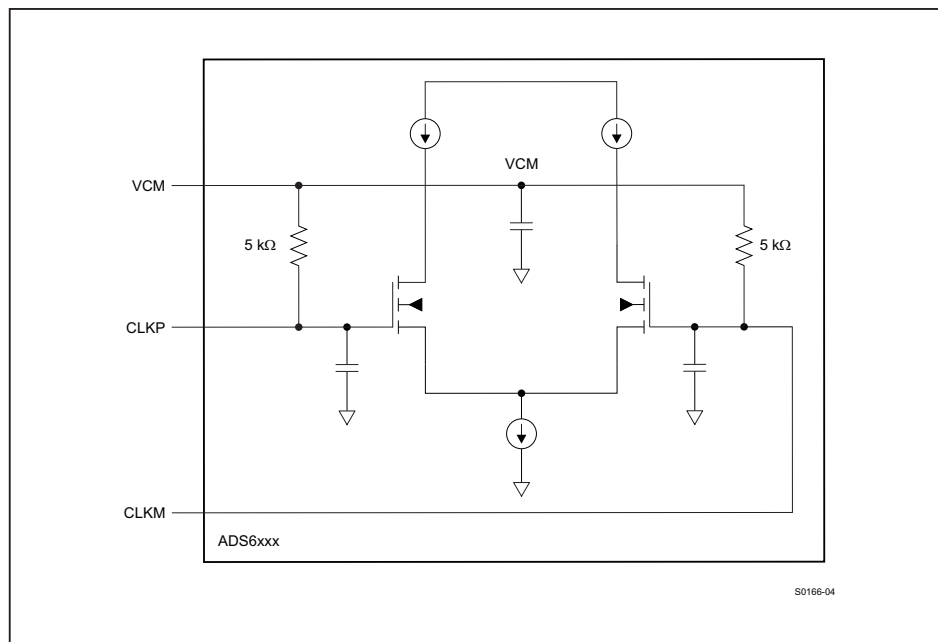 VCM
VCM
5 kΩ
5 kΩ
CLKP
CLKM
ADS6xxx
S0166-04